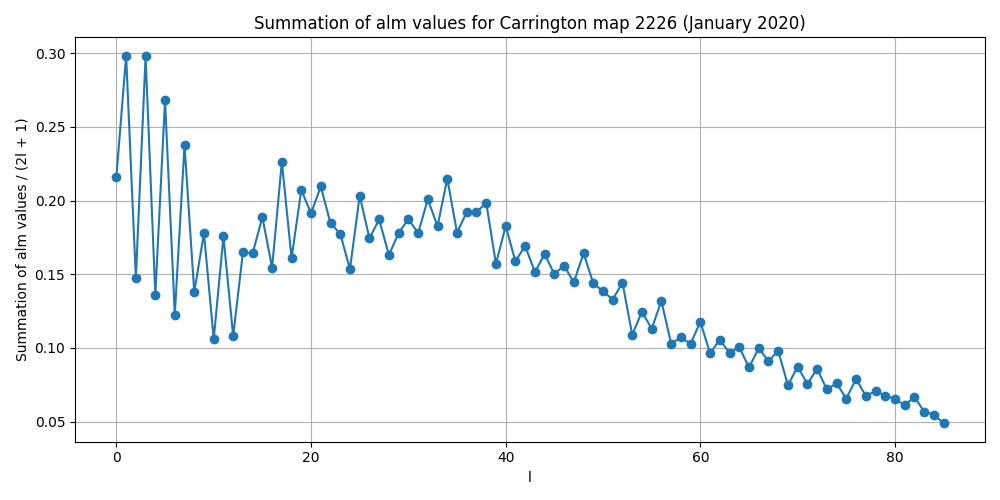 Summation of alm values for Carrington map 2226 (January 2020)
Summation of alm values / (2l + 1)
0.30
0.25
0.20
0.15
0.10
0.05
0 20 40 60 80
l